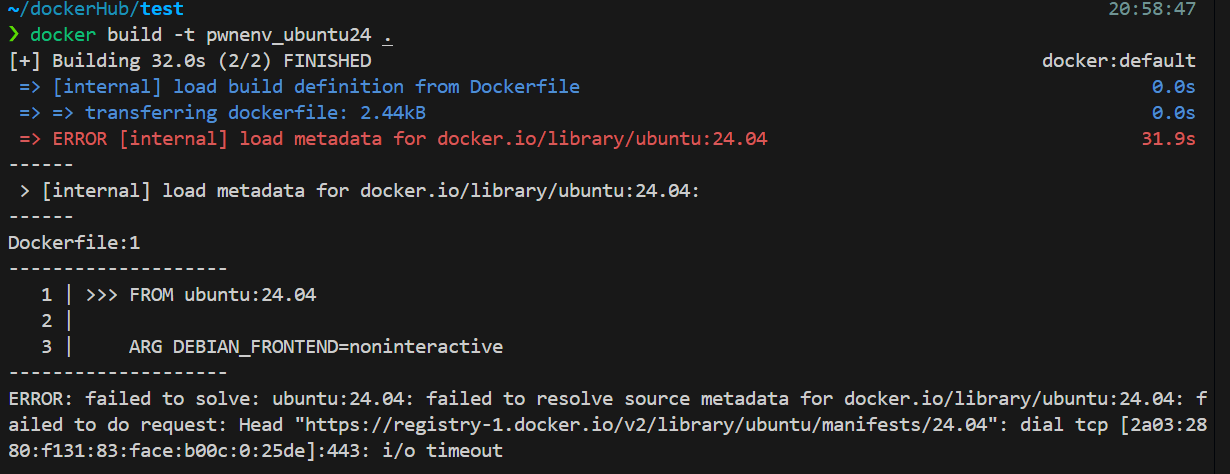 ~/dockerHub/test 20:58:47
❯ docker build -t pwnenv_ubuntu24 .
[+] Building 32.0s (2/2) FINISHED docker:default
=> [internal] load build definition from Dockerfile 0.0s
=> => transferring dockerfile: 2.44kB 0.0s
=> ERROR [internal] load metadata for docker.io/library/ubuntu:24.04 31.9s
------
> [internal] load metadata for docker.io/library/ubuntu:24.04:
------
Dockerfile:1
--------------------
1 | >>> FROM ubuntu:24.04
2 |
3 | ARG DEBIAN_FRONTEND=noninteractive
--------------------
ERROR: failed to solve: ubuntu:24.04: failed to resolve source metadata for docker.io/library/ubuntu:24.04: f
ailed to do request: Head "https://registry-1.docker.io/v2/library/ubuntu/manifests/24.04": dial tcp [2a03:28
80:f131:83:face:b00c:0:25de]:443: i/o timeout